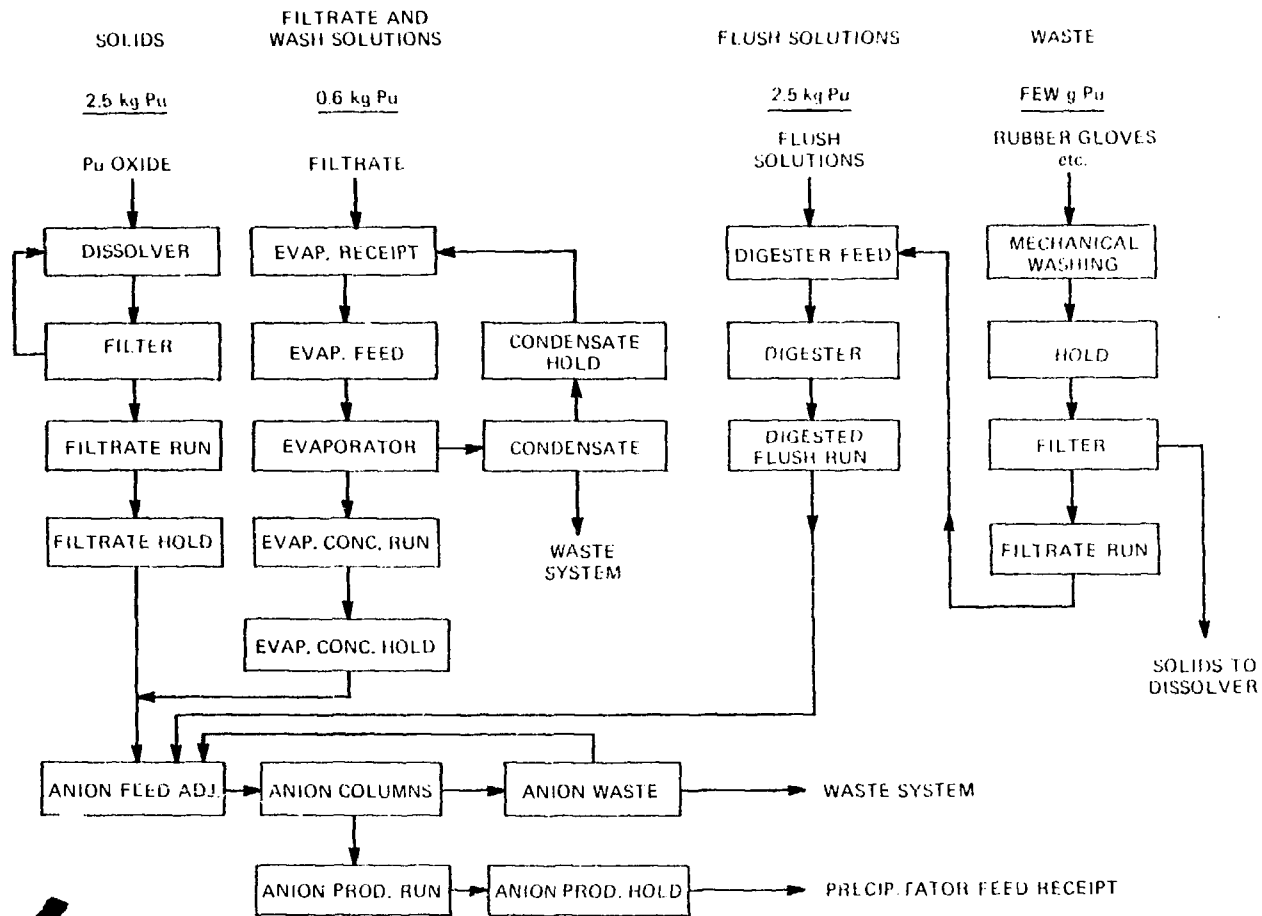 SOLIDS
2.5 kg Pu
Pu OXIDE
DISSOLVER
FILTER
FILTRATE RUN
FILTRATE HOLD
FILTRATE AND
WASH SOLUTIONS
0.6 kg Pu
FILTRATE
EVAP. RECEIPT
EVAP. FEED
EVAPORATOR
EVAP. CONC. RUN
EVAP. CONC. HOLD
CONDENSATE
HOLD
CONDENSATE
WASTE
SYSTEM
FLUSH SOLUTIONS
2.5 kg Pu
FLUSH
SOLUTIONS
DIGESTER FEED
DIGESTER
DIGESTED
FLUSH RUN
WASTE
FEW g Pu
RUBBER GLOVES
etc.
MECHANICAL
WASHING
HOLD
FILTER
FILTRATE RUN
SOLIDS TO
DISSOLVER
ANION FEED ADJ.
ANION COLUMNS
ANION WASTE
WASTE SYSTEM
ANION PROD. RUN
ANION PROD. HOLD
PRECIP.TATOR FEED RECEIPT